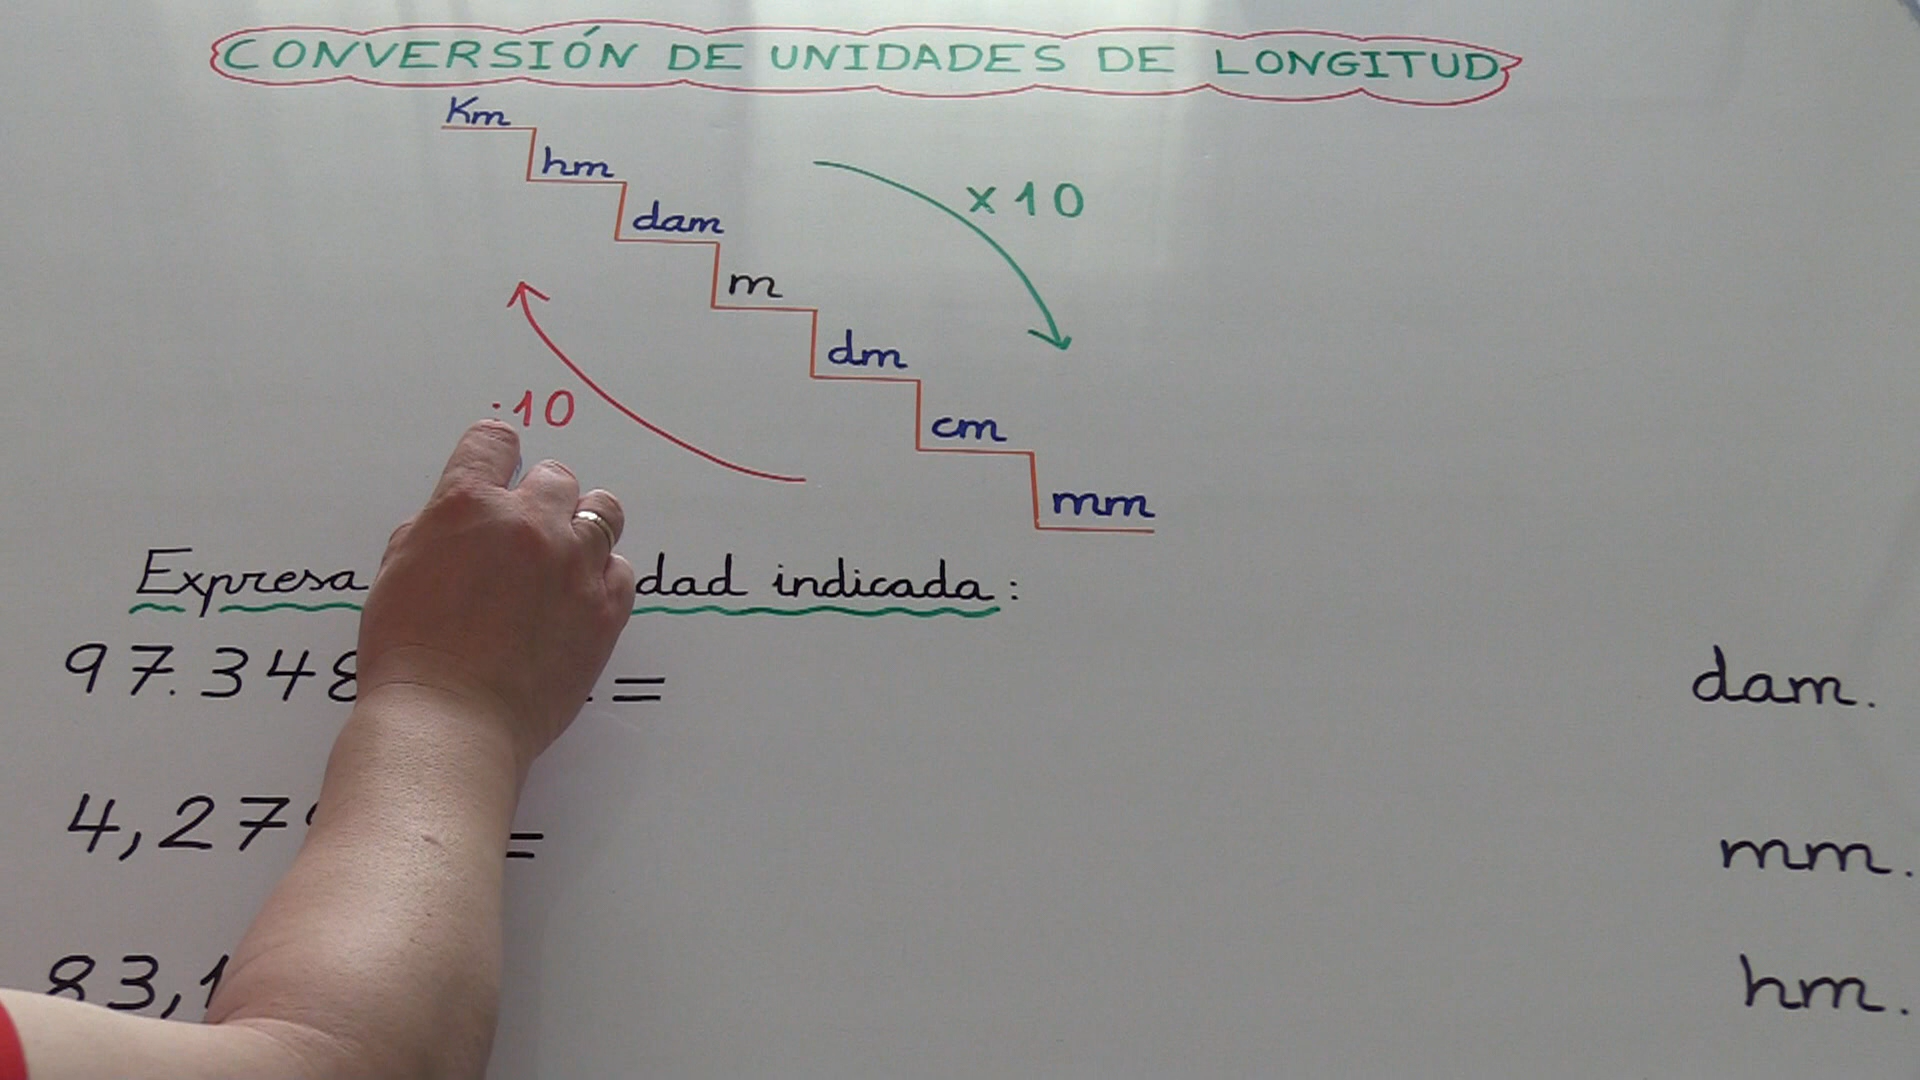 CONVERSIÓN DE UNIDADES DE LONGITUD
Km
hm
dam
x 10
m
dm
:10
cm
mm
Expresa dad indicada:
97.348 . = dam.
4,27 = mm.
83,1 hm.